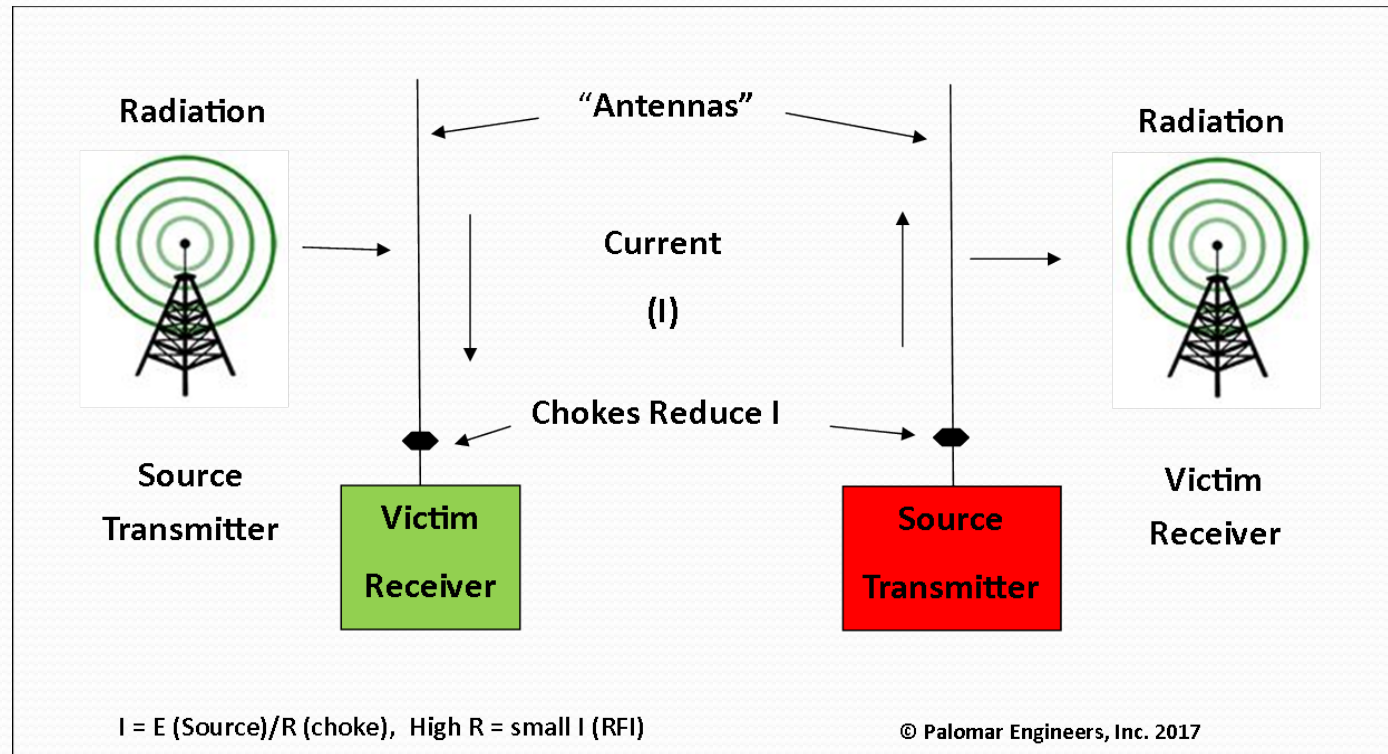 Radiation
“Antennas”
Radiation
Current
(I)
Chokes Reduce I
Source
Transmitter
Victim
Receiver
Source
Transmitter
Victim
Receiver
I = E (Source)/R (choke), High R = small I (RFI)
© Palomar Engineers, Inc. 2017